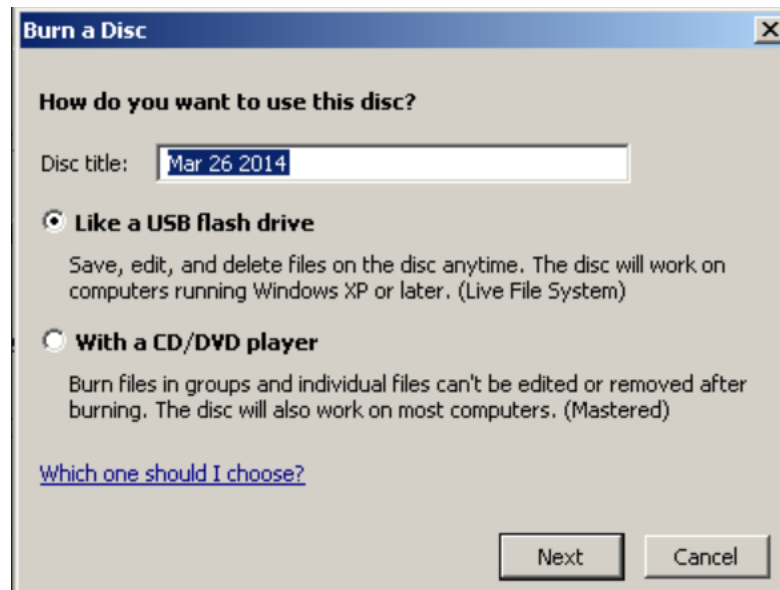 Burn a Disc
How do you want to use this disc?
Disc title: Mar 26 2014
Like a USB flash drive
Save, edit, and delete files on the disc anytime. The disc will work on
computers running Windows XP or later. (Live File System)
With a CD/DVD player
Burn files in groups and individual files can't be edited or removed after
burning. The disc will also work on most computers. (Mastered)
Which one should I choose?
Next Cancel